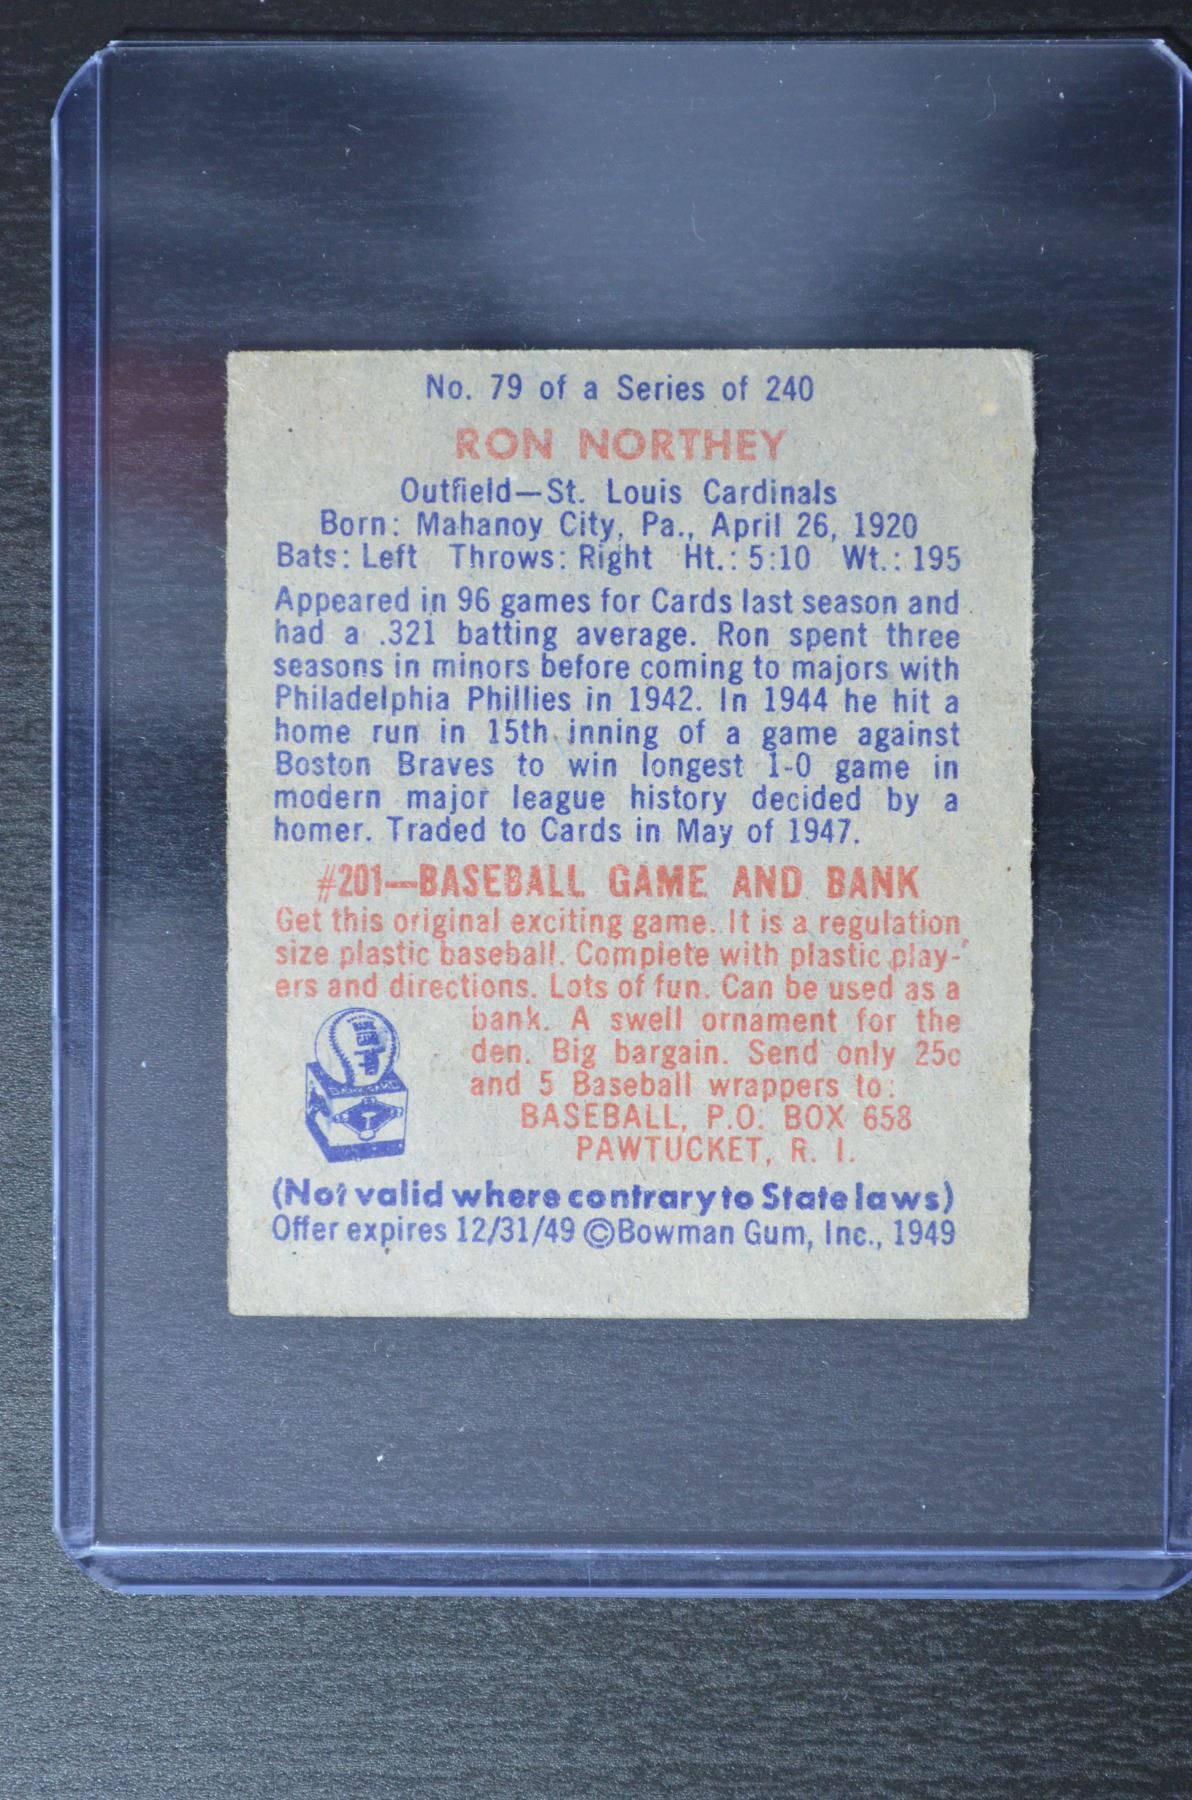 No. 79 of a Series of 240
RON NORTHEY
Outfield—St. Louis Cardinals
Born: Mahanoy City, Pa., April 26, 1920
Bats: Left Throws: Right Ht.: 5:10 Wt.: 195
Appeared in 96 games for Cards last season and
had a .321 batting average. Ron spent three
seasons in minors before coming to majors with
Philadelphia Phillies in 1942. In 1944 he hit a
home run in 15th inning of a game against
Boston Braves to win longest 1-0 game in
modern major league history decided by a
homer. Traded to Cards in May of 1947.
#201—BASEBALL GAME AND BANK
Get this original exciting game. It is a regulation
size plastic baseball. Complete with plastic play-
ers and directions. Lots of fun. Can be used as a
bank. A swell ornament for the
den. Big bargain. Send only 25c
and 5 Baseball wrappers to:
BASEBALL, P.O. BOX 658
PAWTUCKET, R. I.
(Not valid where contrary to State laws)
Offer expires 12/31/49 ©Bowman Gum, Inc., 1949